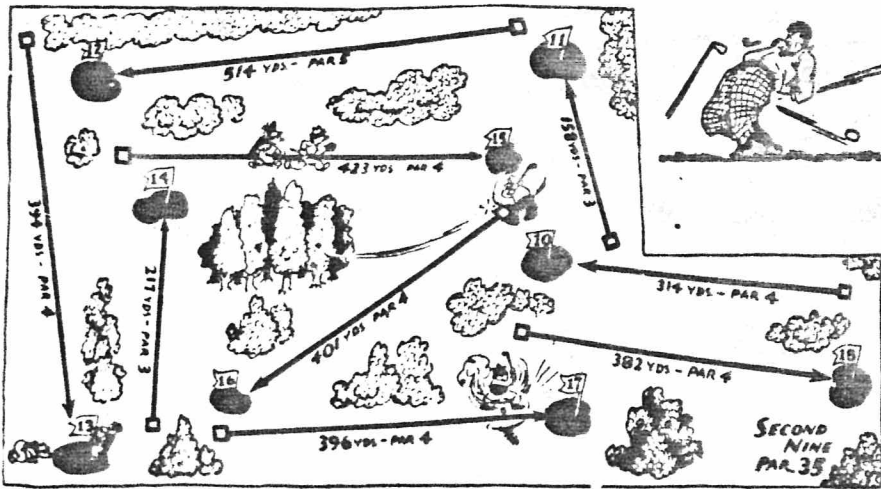 12
514 YDS - PAR 5
11
158 YDS - PAR 3
15
423 YDS PAR 4
14
394 YDS - PAR 4
217 YDS - PAR 3
10
314 YDS - PAR 4
401 YDS PAR 4
382 YDS - PAR 4
18
16
17
396 YDS - PAR 4
13
SECOND
NINE
PAR 35